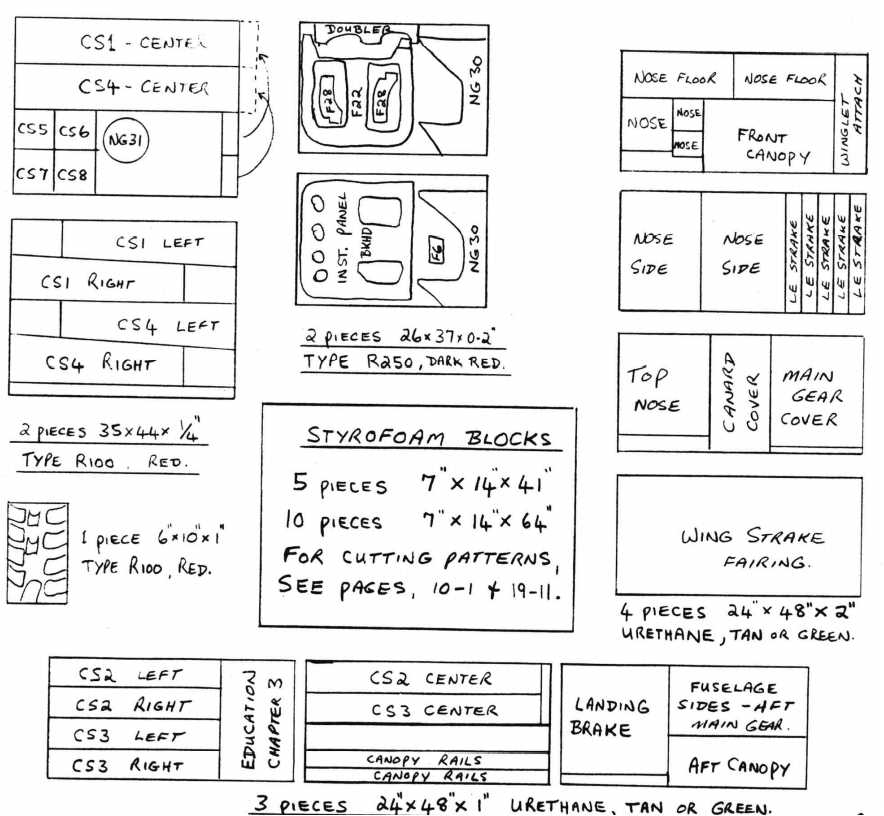 CS1 - CENTER
CS4 - CENTER
CS5 CS6
NG31
CS7 CS8
CS1 LEFT
CS1 RIGHT
CS4 LEFT
CS4 RIGHT
2 PIECES 35x44x 1/4"
TYPE R100, RED.
1 PIECE 6"x10"x1"
TYPE R100, RED.
DOUBLER
F28
F22
F28
NG 30
INST. PANEL
BKHD
F6
NG 30
2 PIECES 26x37x0.2"
TYPE R250, DARK RED.
STYROFOAM BLOCKS
5 PIECES 7"x 14"x 41"
10 PIECES 7"x 14"x 64"
FOR CUTTING PATTERNS,
SEE PAGES, 10-1 & 19-11.
NOSE FLOOR
NOSE FLOOR
WINGLET
ATTACH
NOSE
NOSE
NOSE
FRONT
CANOPY
NOSE
SIDE
NOSE
SIDE
LE STRAKE
LE STRAKE
LE STRAKE
LE STRAKE
LE STRAKE
TOP
NOSE
CANARD
COVER
MAIN
GEAR
COVER
WING STRAKE
FAIRING.
4 PIECES 24"x 48"x 2"
URETHANE, TAN OR GREEN.
CS2 LEFT
CS2 RIGHT
CS3 LEFT
CS3 RIGHT
EDUCATION
CHAPTER 3
CS2 CENTER
CS3 CENTER
CANOPY RAILS
CANOPY RAILS
LANDING
BRAKE
FUSELAGE
SIDES - AFT
MAIN GEAR.
AFT CANOPY
3 PIECES 24"x48"x 1" URETHANE, TAN OR GREEN.